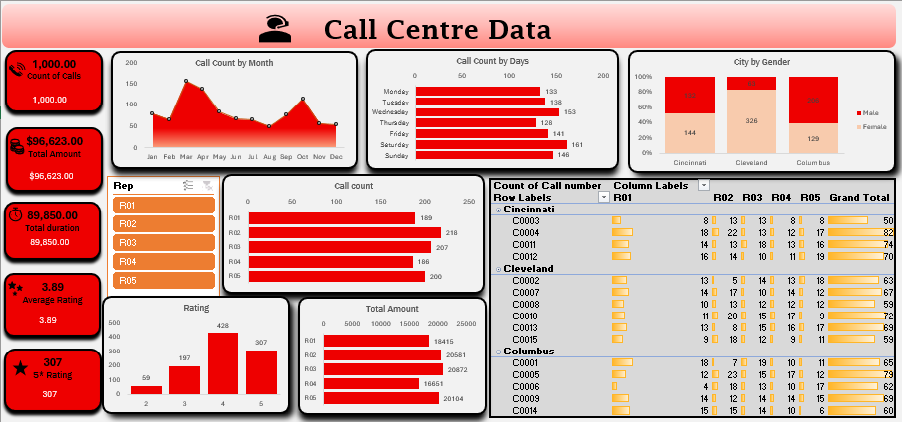 Call Centre Data
1,000.00
Count of Calls
1,000.00
$96,623.00
Total Amount
$96,623.00
89,850.00
Total duration
89,850.00
3.89
Average Rating
3.89
307
5* Rating
307
Call Count by Month
200
150
100
50
0
Jan Feb Mar Apr May Jun Jul Aug Sep Oct Nov Dec
Call Count by Days
0 50 100 150 200
Monday 133
Tuesday 138
Wednesday 153
Thursday 128
Friday 141
Saturday 161
Sunday 146
City by Gender
100%
80%
60%
40%
20%
0%
144 326 129
Cincinnati Cleveland Columbus
Male
Female
Rep
R01
R02
R03
R04
R05
Call count
0 50 100 150 200 250
R01 189
R02 218
R03 207
R04 186
R05 200
Rating
500
400
300
200
100
0
59 197 428 307
2 3 4 5
Total Amount
0 5000 10000 15000 20000 25000
R01 18415
R02 20581
R03 20872
R04 16651
R05 20104
Count of Call number Column Labels
Row Labels R01 R02 R03 R04 R05 Grand Total
Cincinnati
C0003 8 13 13 8 8 50
C0004 18 22 13 12 17 82
C0011 14 13 18 13 16 74
C0012 16 14 10 11 19 70
Cleveland
C0002 13 5 14 13 18 63
C0007 14 17 10 14 12 67
C0008 10 13 12 12 12 59
C0010 11 20 15 17 9 72
C0013 13 8 15 16 17 69
C0015 9 18 12 9 11 59
Columbus
C0001 18 7 19 10 11 65
C0005 12 23 15 17 12 79
C0006 4 18 13 10 17 62
C0009 14 12 14 12 17 69
C0014 15 15 14 10 6 60